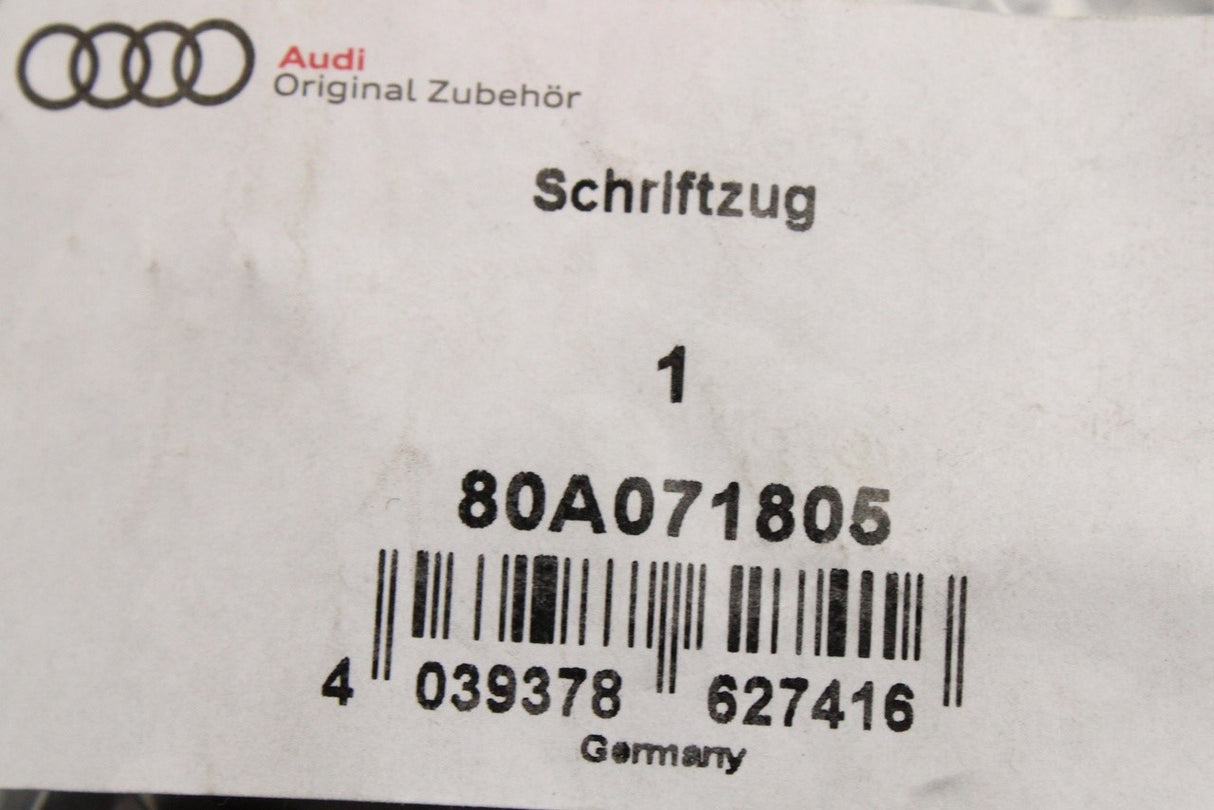 Audi
Original Zubehör
Schriftzug
1
80A071805
4 039378 627416
Germany